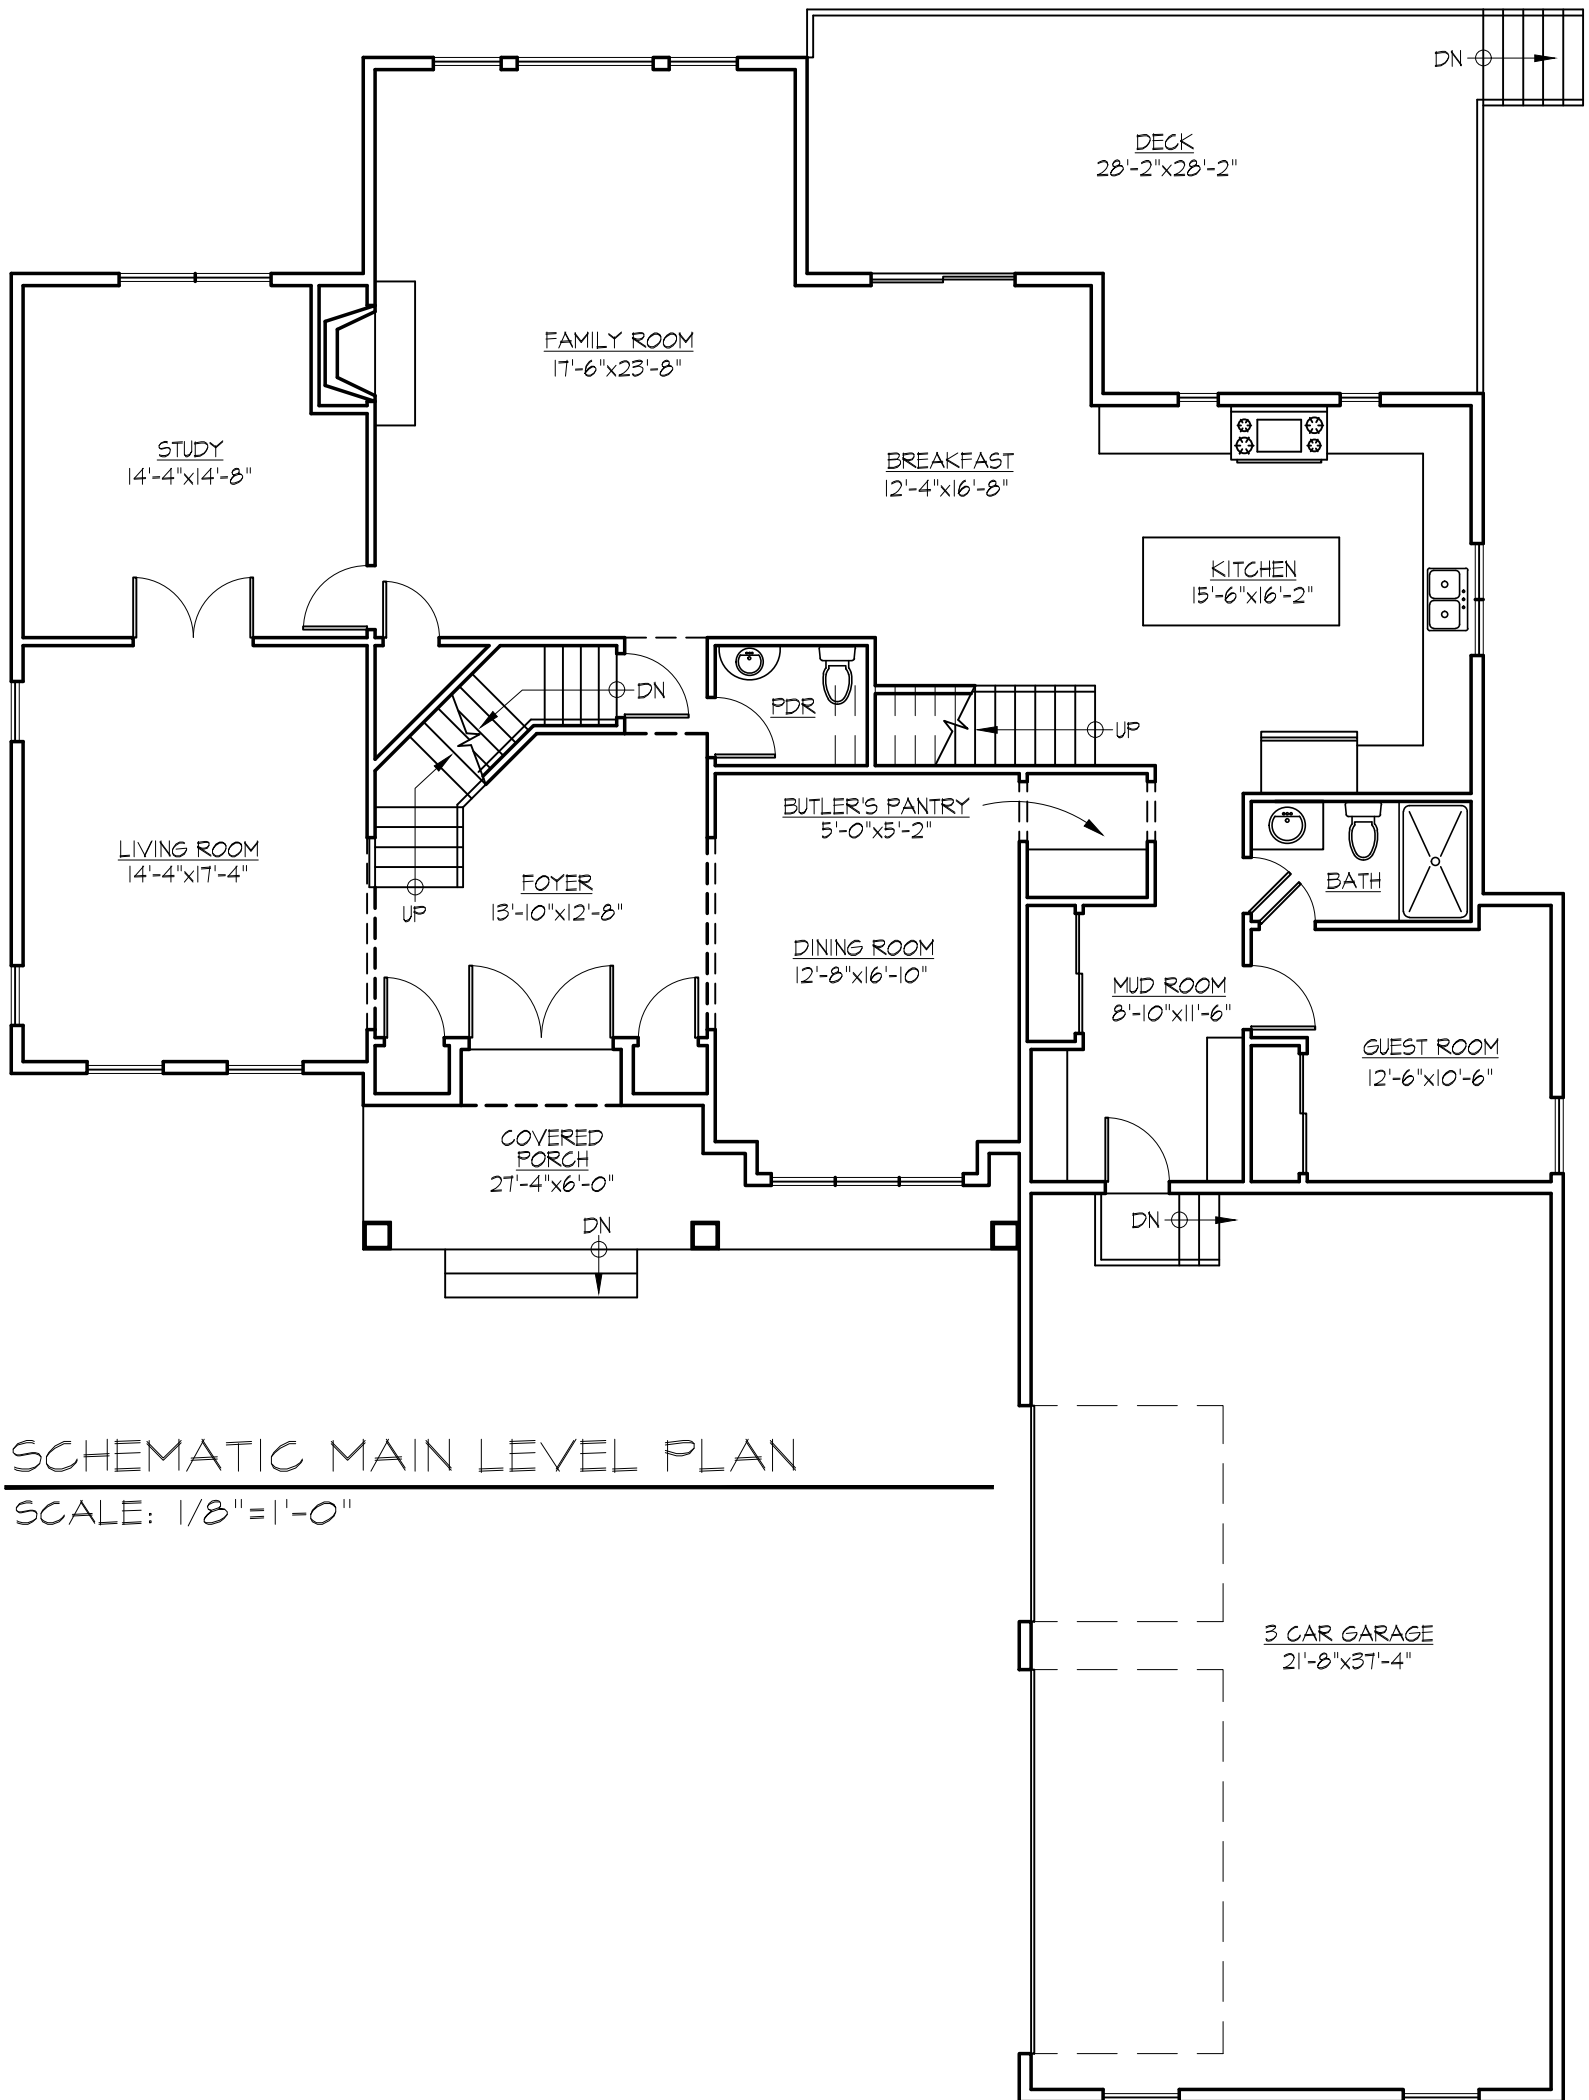 DN
DECK
28'-2"x28'-2"
FAMILY ROOM
17'-6"x23'-8"
STUDY
14'-4"x14'-8"
BREAKFAST
12'-4"x16'-8"
KITCHEN
15'-6"x16'-2"
DN
PDR
UP
BUTLER'S PANTRY
5'-0"x5'-2"
LIVING ROOM
14'-4"x17'-4"
UP
FOYER
13'-10"x12'-8"
BATH
DINING ROOM
12'-8"x16'-10"
MUD ROOM
8'-10"x11'-6"
GUEST ROOM
12'-6"x10'-6"
COVERED
PORCH
27'-4"x6'-0"
DN
DN
SCHEMATIC MAIN LEVEL PLAN
SCALE: 1/8"=1'-0"
3 CAR GARAGE
21'-8"x37'-4"